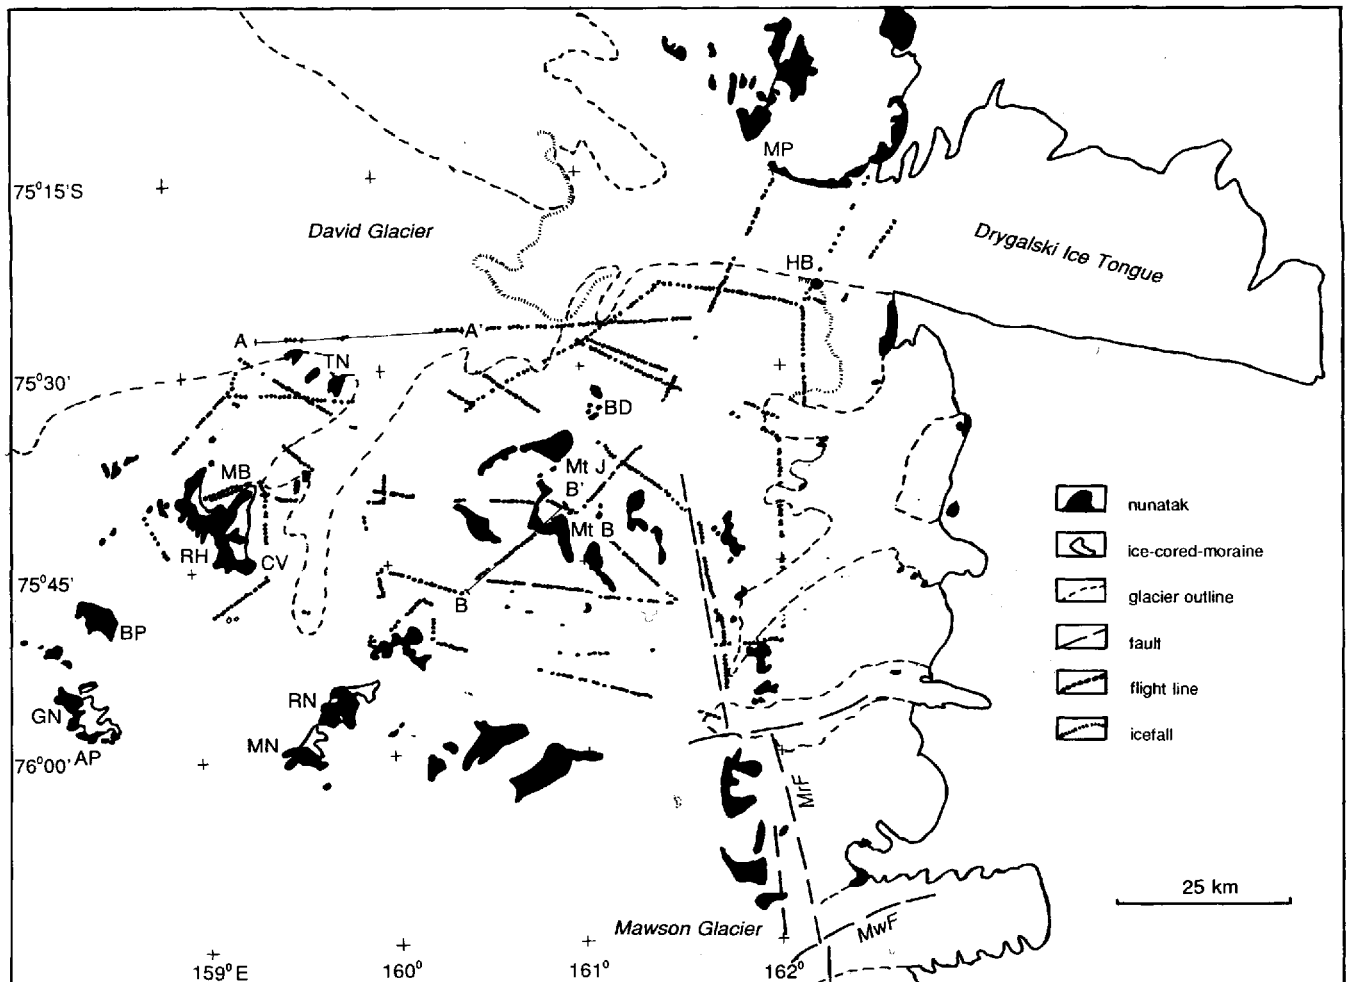 MP
75°15'S
David Glacier
Drygalski Ice Tongue
HB
A
A'
TN
75°30'
BD
Mt J
MB
B'
Mt B
nunatak
RH
CV
ice-cored-moraine
75°45'
B
glacier outline
BP
fault
RN
flight line
GN
MN
icefall
AP
76°00'
MrF
25 km
Mawson Glacier
MwF
159°E
160°
161°
162°